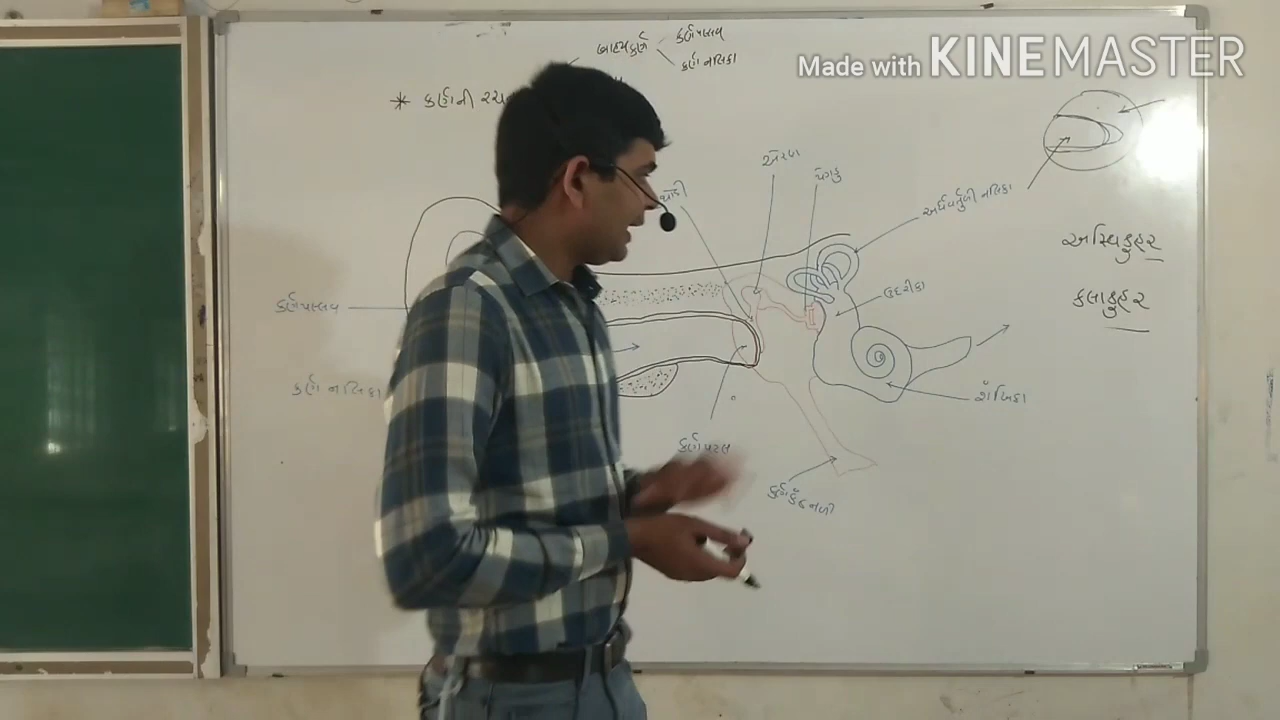 બાહ્યકર્ણ
કર્ણપલ્લવ
કર્ણનલિકા
Made with KINEMASTER
* કર્ણની રચ
એરણ
પેંગડુ
અર્ધવર્તુળી નલિકા
અસ્થિકુહર
ઉદરીકા
કલાકુહર
કર્ણપલ્લવ
કર્ણ નલિકા
શંખિકા
કર્ણપટલ
કર્ણકંઠનળી